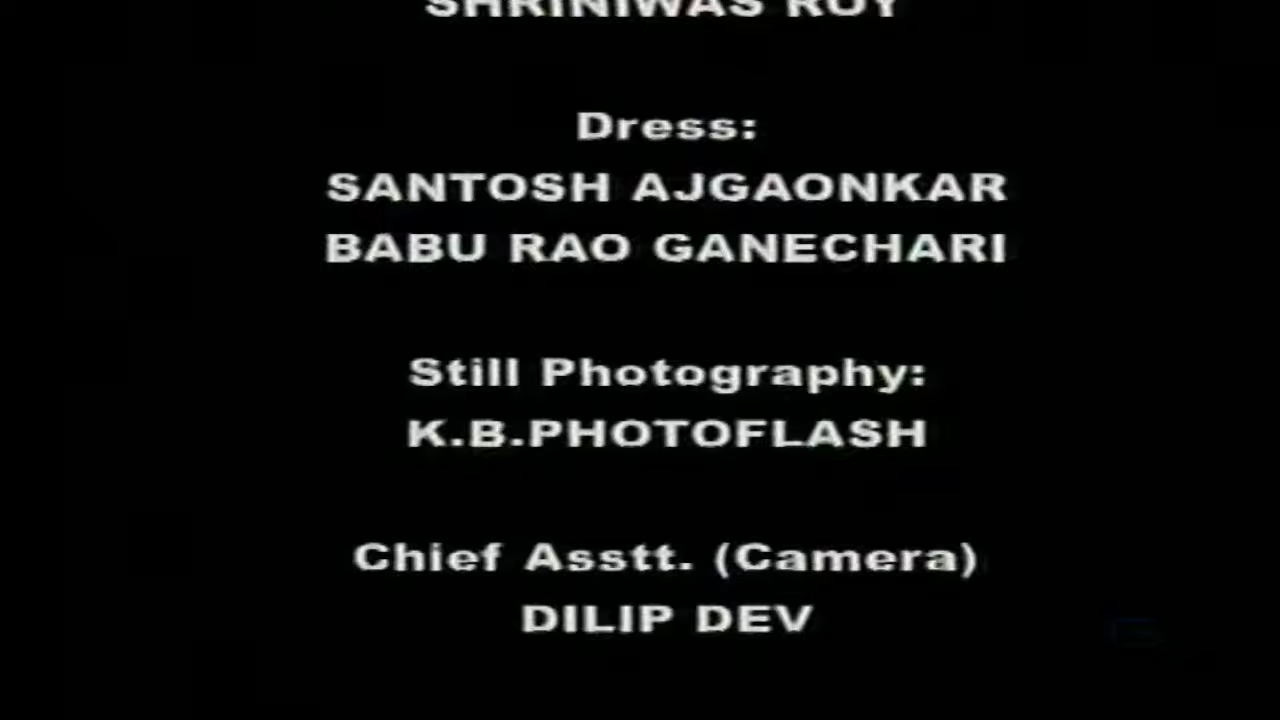 SHRINIWAS ROY
Dress:
SANTOSH AJGAONKAR
BABU RAO GANECHARI
Still Photography:
K.B.PHOTOFLASH
Chief Asstt. (Camera)
DILIP DEV